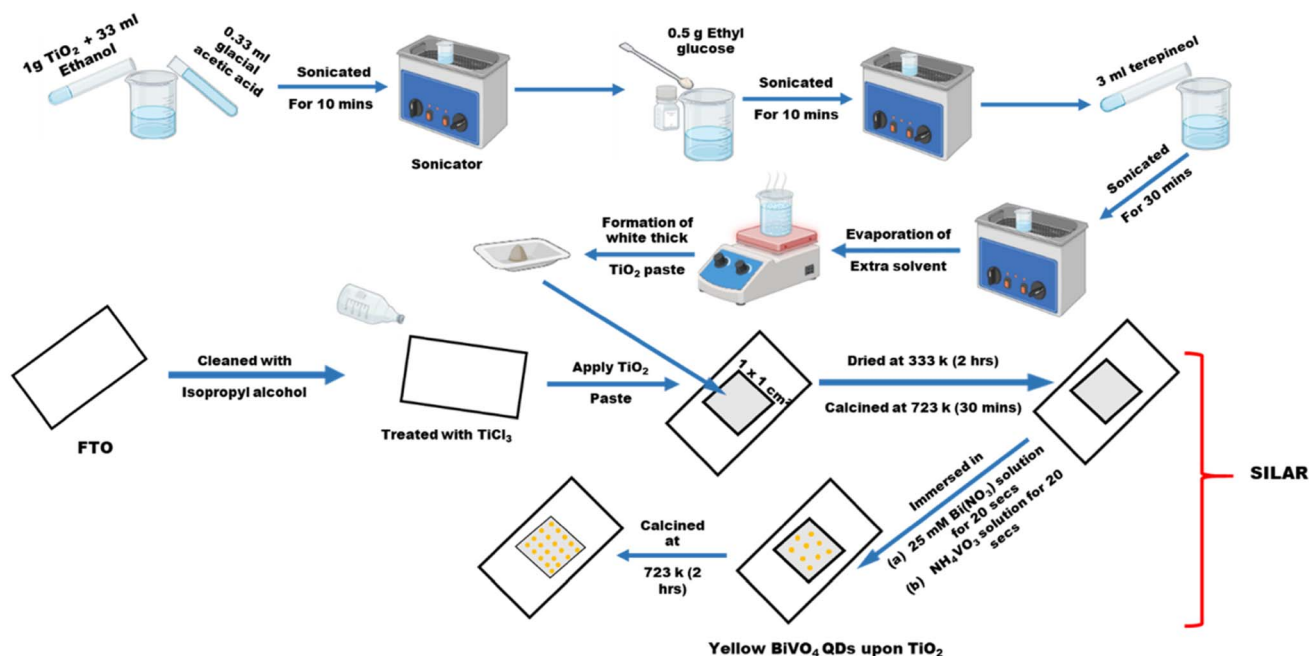 1g TiO₂ + 33 ml
Ethanol
0.33 ml
glacial
acetic acid
Sonicated
For 10 mins
Sonicator
0.5 g Ethyl
glucose
Sonicated
For 10 mins
3 ml terepineol
Sonicated
For 30 mins
Evaporation of
Extra solvent
Formation of
white thick
TiO₂ paste
FTO
Cleaned with
Isopropyl alcohol
Treated with TiCl₃
Apply TiO₂
Paste
1 x 1 cm²
Dried at 333 k (2 hrs)
Calcined at 723 k (30 mins)
SILAR
Immersed in
(a) 25 mM Bi(NO₃) solution
for 20 secs
(b) NH₄VO₃ solution for 20
secs
Calcined
at
723 k (2
hrs)
Yellow BiVO₄ QDs upon TiO₂